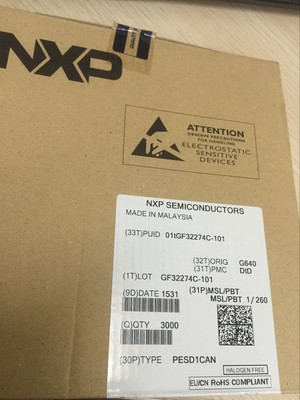 NXP
ATTENTION
OBSERVE PRECAUTIONS
FOR HANDLING
ELECTROSTATIC
SENSITIVE
DEVICES
NXP SEMICONDUCTORS
MADE IN MALAYSIA
(33T)PUID 01tGF32274C-101
(32T)ORIG G640
(31T)PMC DtD
(1T)LOT GF32274C-101
(31P)MSL/PBT
(9D)DATE 1531 MSL/PBT 1/260
(Q)QTY 3000
(30P)TYPE PESD1CAN
HALOGEN FREE
EU/CN RoHS COMPLIANT